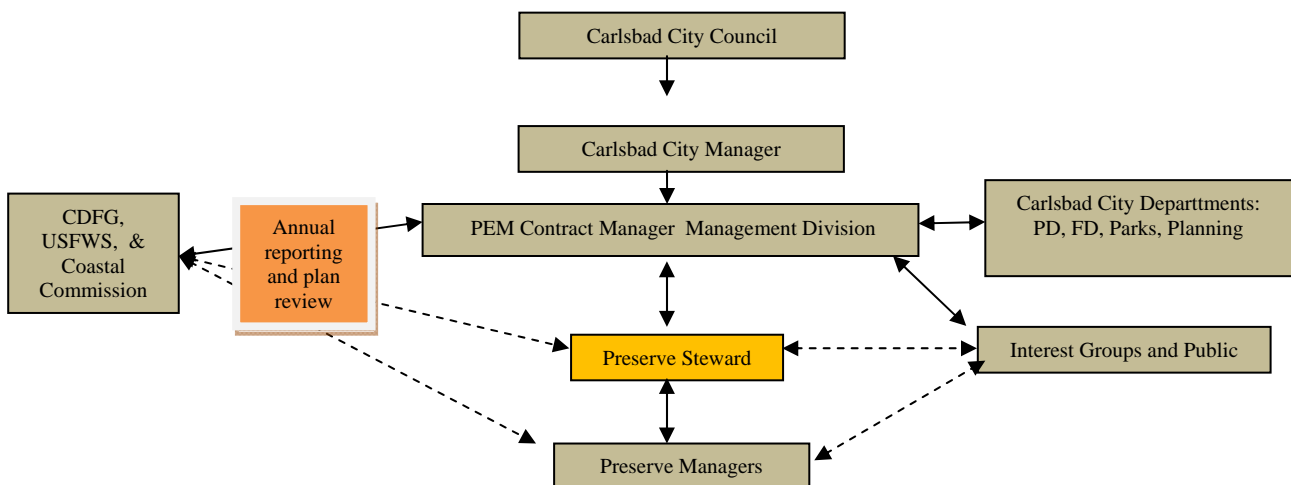 Carlsbad City Council
Carlsbad City Manager
CDFG,
USFWS, &
Coastal
Commission
Annual
reporting
and plan
review
PEM Contract Manager Management Division
Carlsbad City Departtments:
PD, FD, Parks, Planning
Preserve Steward
Interest Groups and Public
Preserve Managers